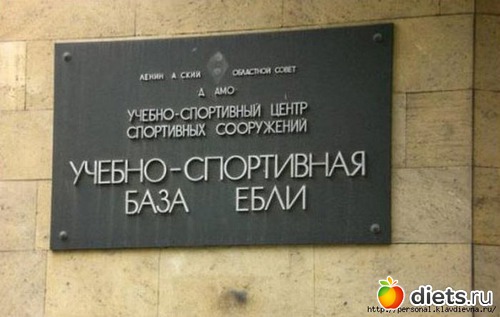 ЛЕНИН АСКИЙ ОБЛАСТНОЙ СОВЕТ
Д АМО
УЧЕБНО-СПОРТИВНЫЙ ЦЕНТР
СПОРТИВНЫХ СООРУЖЕНИЙ
УЧЕБНО-СПОРТИВНАЯ
БАЗА ЕБЛИ
diets.ru
http://personal.klavdievna.ru/